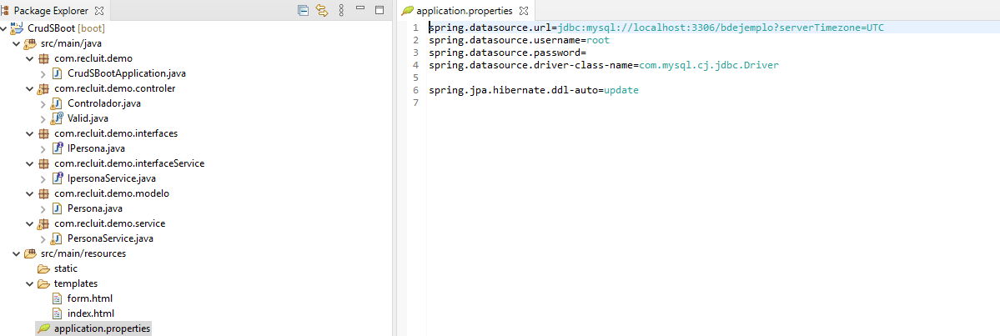 Package Explorer
CrudSBoot [boot]
src/main/java
com.recluit.demo
CrudSBootApplication.java
com.recluit.demo.controler
Controlador.java
Valid.java
com.recluit.demo.interfaces
IPersona.java
com.recluit.demo.interfaceService
IpersonaService.java
com.recluit.demo.modelo
Persona.java
com.recluit.demo.service
PersonaService.java
src/main/resources
static
templates
form.html
index.html
application.properties
application.properties
1 spring.datasource.url=jdbc:mysql://localhost:3306/bdejemplo?serverTimezone=UTC
2 spring.datasource.username=root
3 spring.datasource.password=
4 spring.datasource.driver-class-name=com.mysql.cj.jdbc.Driver
5
6 spring.jpa.hibernate.ddl-auto=update
7